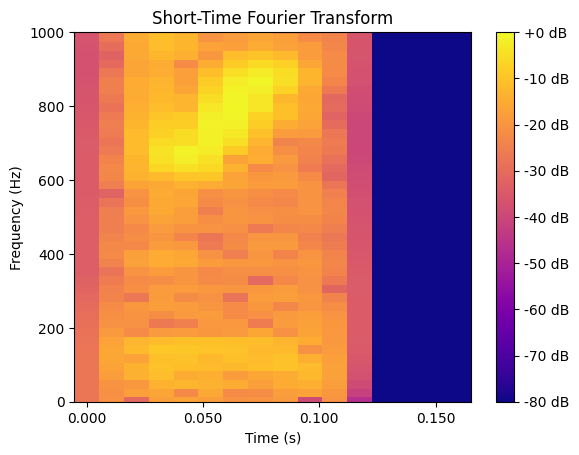 Short-Time Fourier Transform
1000
800
600
400
200
0
Frequency (Hz)
0.000
0.050
0.100
0.150
Time (s)
+0 dB
-10 dB
-20 dB
-30 dB
-40 dB
-50 dB
-60 dB
-70 dB
-80 dB